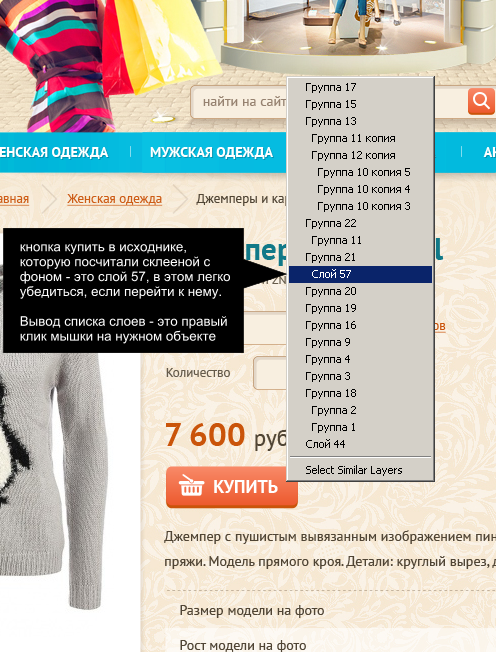 найти на сайт
ЕНСКАЯ ОДЕЖДА
МУЖСКАЯ ОДЕЖДА
АК
вная
Женская одежда
Джемперы и кар
кнопка купить в исходнике,
которую посчитали склееной с
фоном - это слой 57, в этом легко
убедиться, если перейти к нему.
Вывод списка слоев - это правый
клик мышки на нужном объекте
Группа 17
Группа 15
Группа 13
Группа 11 копия
Группа 12 копия
Группа 10 копия 5
Группа 10 копия 4
Группа 10 копия 3
Группа 22
Группа 11
Группа 21
Слой 57
Группа 20
Группа 19
Группа 16
Группа 9
Группа 4
Группа 3
Группа 18
Группа 2
Группа 1
Слой 44
Select Similar Layers
пер
l
ZN
ов
Количество
7 600 руб
КУПИТЬ
Джемпер с пушистым вывязанным изображением пин
пряжи. Модель прямого кроя. Детали: круглый вырез, д
Размер модели на фото
Рост модели на фото